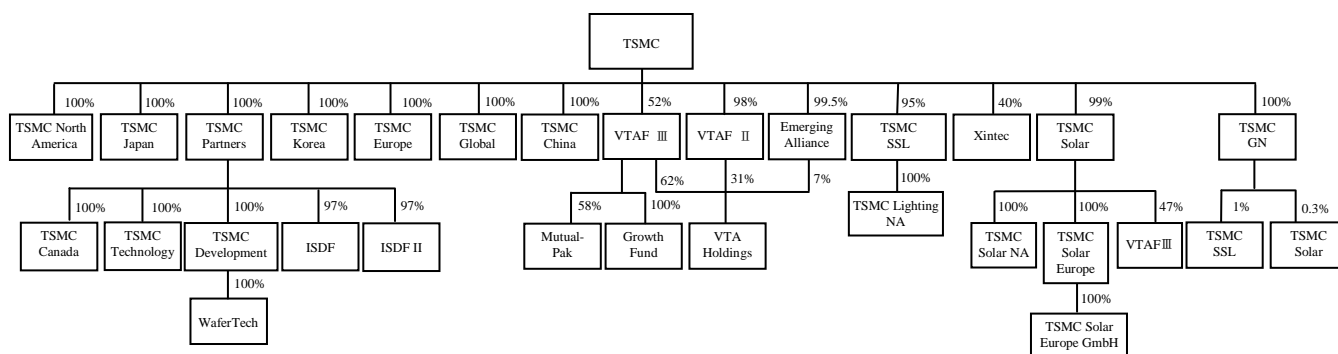 TSMC
100%
100%
100%
100%
100%
100%
100%
52%
98%
99.5%
95%
40%
99%
100%
TSMC North
America
TSMC
Japan
TSMC
Partners
TSMC
Korea
TSMC
Europe
TSMC
Global
TSMC
China
VTAF Ⅲ
VTAF Ⅱ
Emerging
Alliance
TSMC
SSL
Xintec
TSMC
Solar
TSMC
GN
100%
100%
100%
97%
97%
58%
100%
62%
31%
7%
100%
100%
100%
47%
1%
0.3%
TSMC
Canada
TSMC
Technology
TSMC
Development
ISDF
ISDF II
Mutual-
Pak
Growth
Fund
VTA
Holdings
TSMC Lighting
NA
TSMC
Solar NA
TSMC
Solar
Europe
VTAFⅢ
TSMC
SSL
TSMC
Solar
100%
100%
WaferTech
TSMC Solar
Europe GmbH